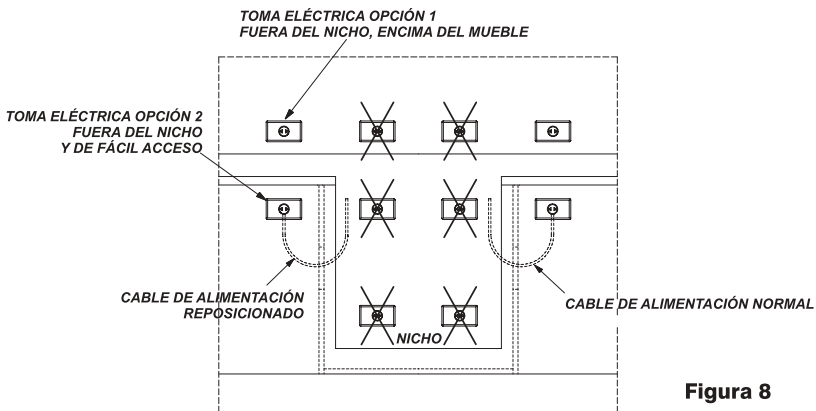 TOMA ELÉCTRICA OPCIÓN 1
FUERA DEL NICHO, ENCIMA DEL MUEBLE
TOMA ELÉCTRICA OPCIÓN 2
FUERA DEL NICHO
Y DE FÁCIL ACCESO
CABLE DE ALIMENTACIÓN
REPOSICIONADO
CABLE DE ALIMENTACIÓN NORMAL
NICHO
Figura 8